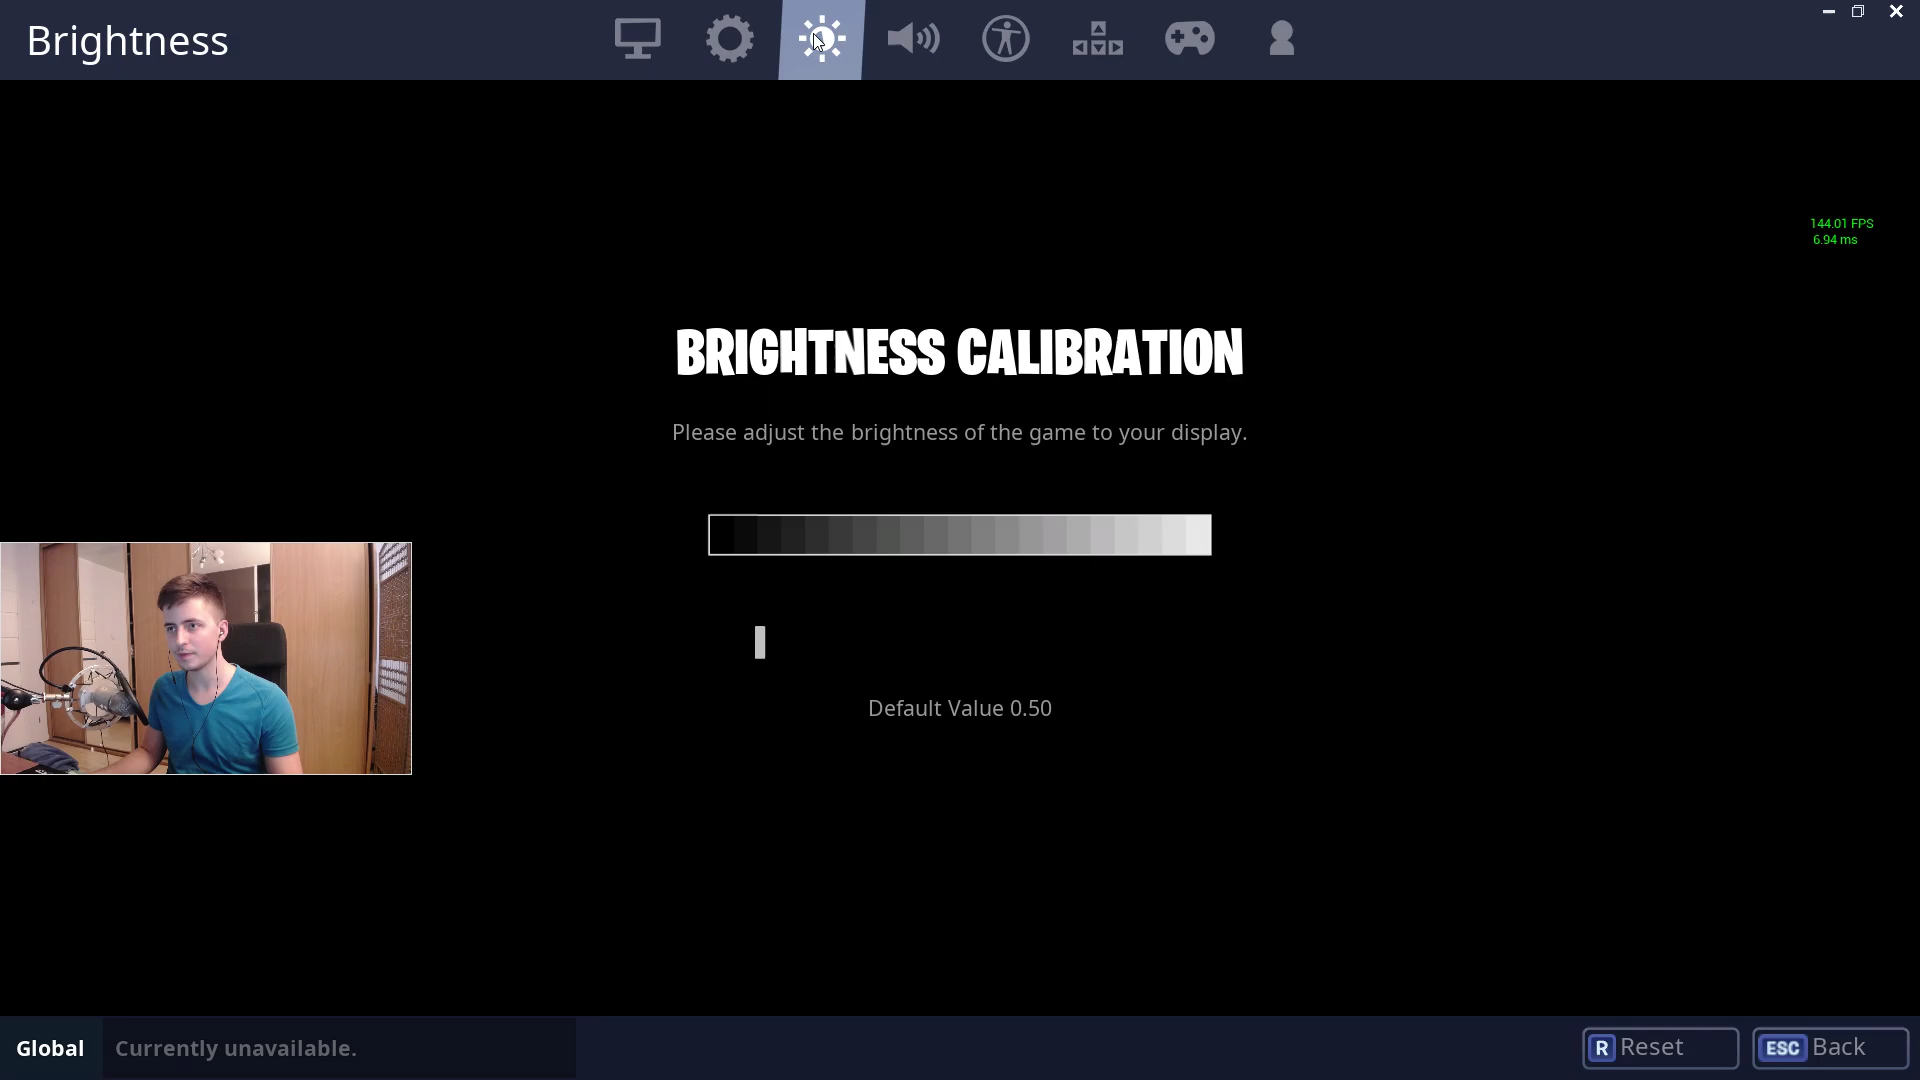 Brightness
144.01 FPS
6.94 ms
BRIGHTNESS CALIBRATION
Please adjust the brightness of the game to your display.
Default Value 0.50
Global
Currently unavailable.
R Reset
ESC Back